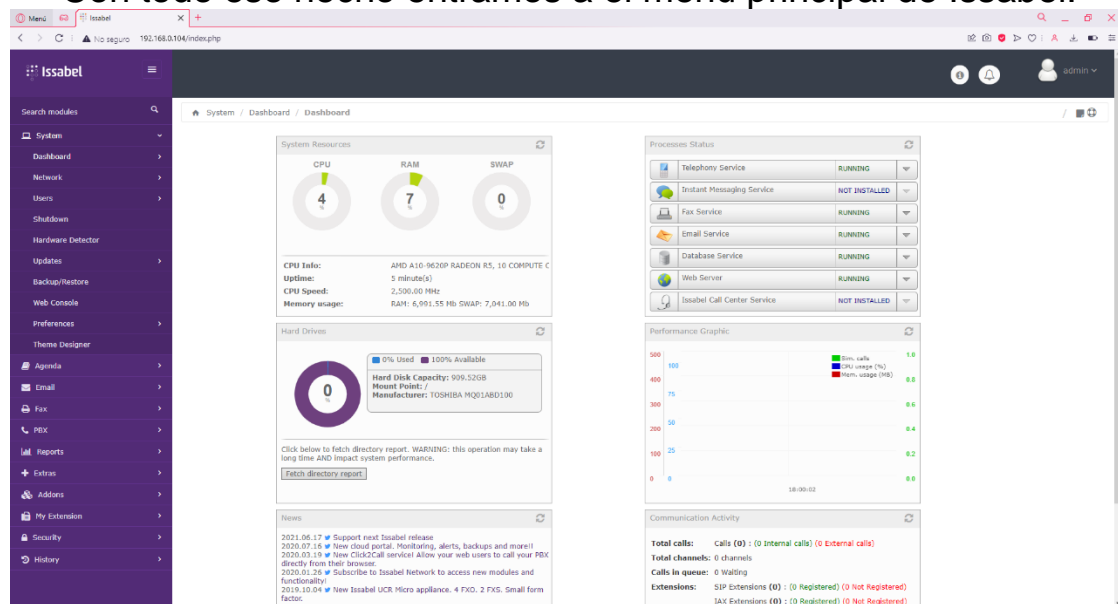 Con todo eso hecho entramos a el menú principal de Issabel.
Menú
Issabel
No seguro 192.168.0.104/index.php
Issabel
admin
Search modules
System / Dashboard / Dashboard
System
Dashboard
Network
Users
Shutdown
Hardware Detector
Updates
Backup/Restore
Web Console
Preferences
Theme Designer
Agenda
Email
Fax
PBX
Reports
Extras
Addons
My Extension
Security
History
System Resources
CPU RAM SWAP
4 7 0
% % %
CPU Info: AMD A10-9620P RADEON R5, 10 COMPUTE C
Uptime: 5 minute(s)
CPU Speed: 2,500.00 MHz
Memory usage: RAM: 6,991.55 Mb SWAP: 7,041.00 Mb
Processes Status
Telephony Service RUNNING
Instant Messaging Service NOT INSTALLED
Fax Service RUNNING
Email Service RUNNING
Database Service RUNNING
Web Server RUNNING
Issabel Call Center Service NOT INSTALLED
Hard Drives
0% Used 100% Available
Hard Disk Capacity: 909.52GB
Mount Point: /
Manufacturer: TOSHIBA MQ01ABD100
0
%
Click below to fetch directory report. WARNING: this operation may take a
long time AND impact system performance.
Fetch directory report
Performance Graphic
Sim. calls
CPU usage (%)
Mem. usage (MB)
500 1.0
100
400 0.8
75
300 0.6
50
200 0.4
25
100 0.2
0 0 0.0
18:00:02
News
2021.06.17 Support next Issabel release
2020.07.16 New cloud portal. Monitoring, alerts, backups and more!!
2020.03.19 New Click2Call service! Allow your web users to call your PBX
directly from their browser.
2020.01.26 Subscribe to Issabel Network to access new modules and
functionality!
2019.10.04 New Issabel UCR Micro appliance. 4 FXO. 2 FXS. Small form
factor.
Communication Activity
Total calls: Calls (0) : (0 Internal calls) (0 External calls)
Total channels: 0 channels
Calls in queue: 0 Waiting
Extensions: SIP Extensions (0) : (0 Registered) (0 Not Registered)
IAX Extensions (0) : (0 Registered) (0 Not Registered)